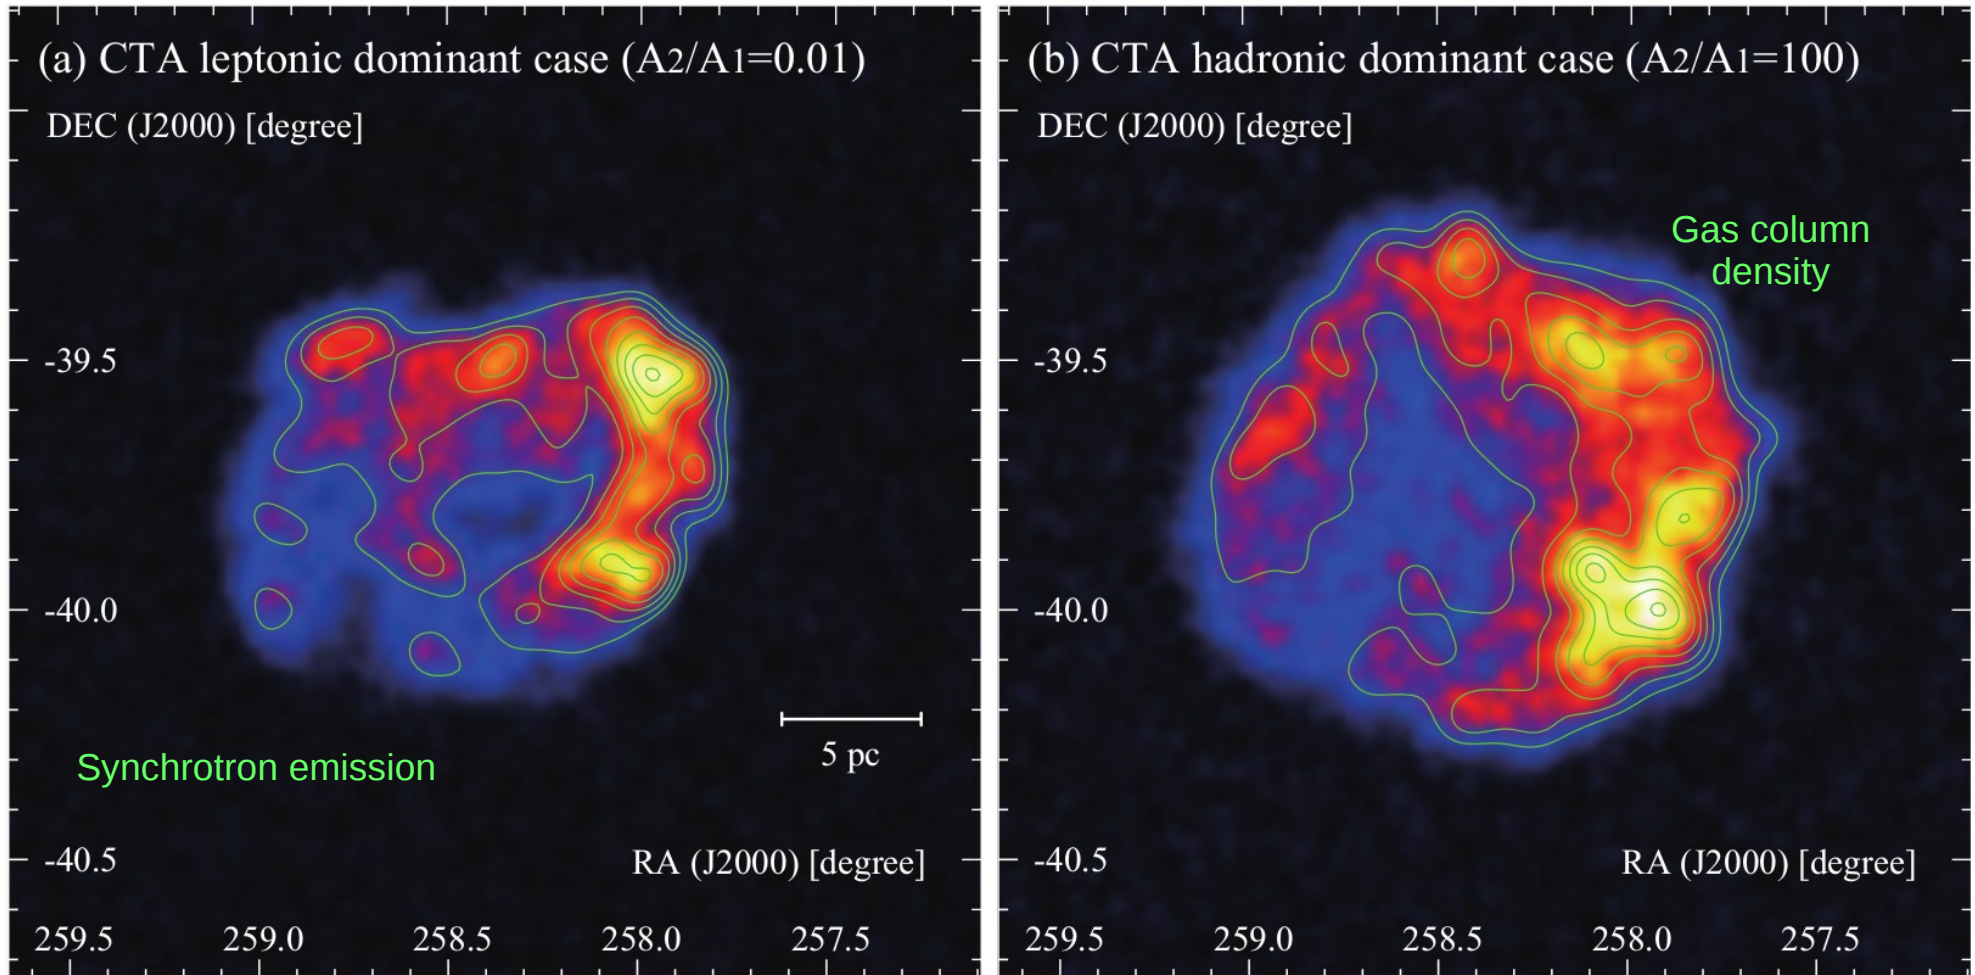 (a) CTA leptonic dominant case (A2/A1=0.01)
DEC (J2000) [degree]
-39.5
-40.0
5 pc
Synchrotron emission
-40.5
RA (J2000) [degree]
259.5 259.0 258.5 258.0 257.5
(b) CTA hadronic dominant case (A2/A1=100)
DEC (J2000) [degree]
Gas column
density
-39.5
-40.0
-40.5
RA (J2000) [degree]
259.5 259.0 258.5 258.0 257.5